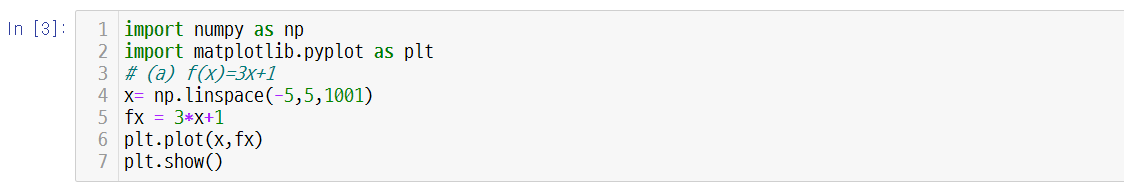 In [3]:
1 import numpy as np
2 import matplotlib.pyplot as plt
3 # (a) f(x)=3x+1
4 x= np.linspace(-5,5,1001)
5 fx = 3*x+1
6 plt.plot(x,fx)
7 plt.show()